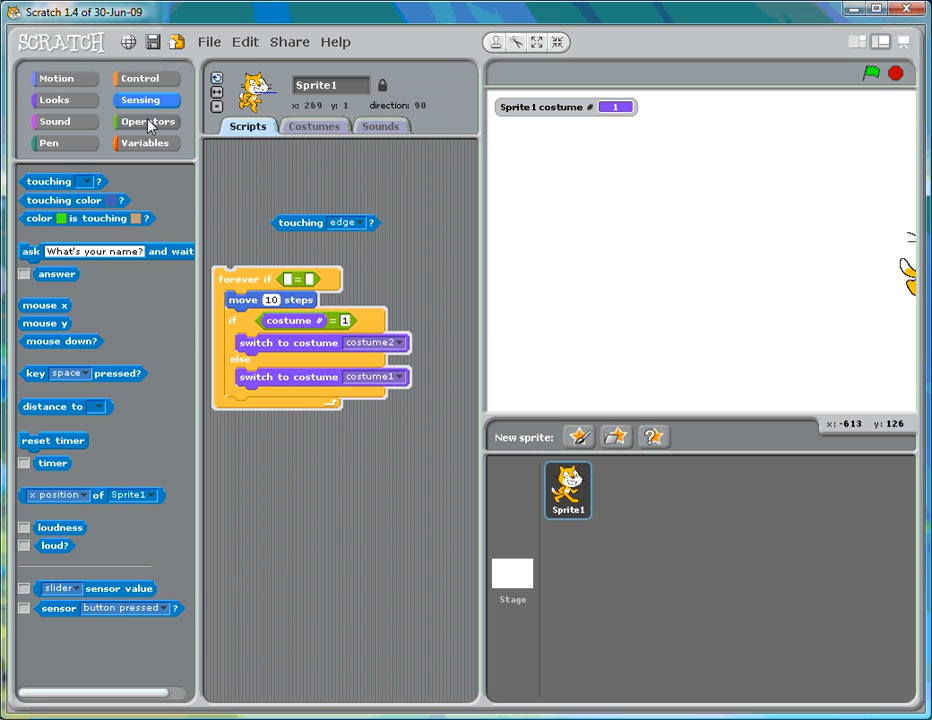 Scratch 1.4 of 30-Jun-09
SCRATCH File Edit Share Help
Motion Control
Looks Sensing
Sound Operators
Pen Variables
touching ?
touching color ?
color is touching ?
ask What's your name? and wait
answer
mouse x
mouse y
mouse down?
key space pressed?
distance to
reset timer
timer
x position of Sprite1
loudness
loud?
slider sensor value
sensor button pressed ?
Sprite1
x: 269 y: 1 direction: 90
Scripts Costumes Sounds
touching edge ?
forever if =
move 10 steps
if costume # = 1
switch to costume costume2
else
switch to costume costume1
Sprite1 costume # 1
x: -613 y: 126
New sprite:
Sprite1
Stage